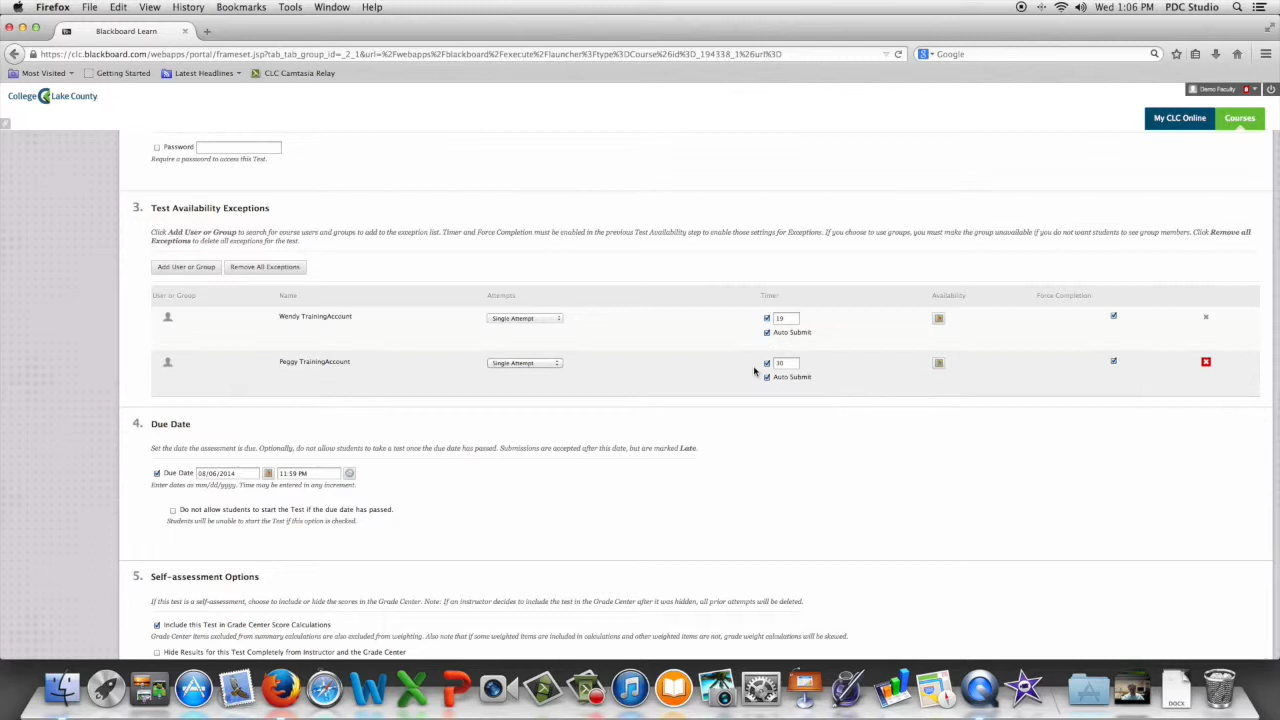 Firefox File Edit View History Bookmarks Tools Window Help Wed 1:06 PM PDC Studio
Blackboard Learn
https://clc.blackboard.com/webapps/portal/frameset.jsp?tab_tab_group_id=_2_1&url=%2Fwebapps%2Fblackboard%2Fexecute%2Flauncher%3Ftype%3DCourse%26id%3D_194338_1%26url%3D
Google
Most Visited Getting Started Latest Headlines CLC Camtasia Relay
College of Lake County
Demo Faculty
My CLC Online Courses
Password
Require a password to access this Test.
3. Test Availability Exceptions
Click Add User or Group to search for course users and groups to add to the exception list. Timer and Force Completion must be enabled in the previous Test Availability step to enable those settings for Exceptions. If you choose to use groups, you must make the group unavailable if you do not want students to see group members. Click Remove all
Exceptions to delete all exceptions for the test.
Add User or Group Remove All Exceptions
User or Group Name Attempts Timer Availability Force Completion
Wendy TrainingAccount Single Attempt 19
Auto Submit
Peggy TrainingAccount Single Attempt 30
Auto Submit
4. Due Date
Set the date the assessment is due. Optionally, do not allow students to take a test once the due date has passed. Submissions are accepted after this date, but are marked Late.
Due Date 08/06/2014 11:59 PM
Enter dates as mm/dd/yyyy. Time may be entered in any increment.
Do not allow students to start the Test if the due date has passed.
Students will be unable to start the Test if this option is checked.
5. Self-assessment Options
If this test is a self-assessment, choose to include or hide the scores in the Grade Center. Note: If an instructor decides to include the test in the Grade Center after it was hidden, all prior attempts will be deleted.
Include this Test in Grade Center Score Calculations
Grade Center items excluded from summary calculations are also excluded from weighting. Also note that if some weighted items are included in calculations and other weighted items are not, grade weight calculations will be skewed.
Hide Results for this Test Completely from Instructor and the Grade Center
DOCX